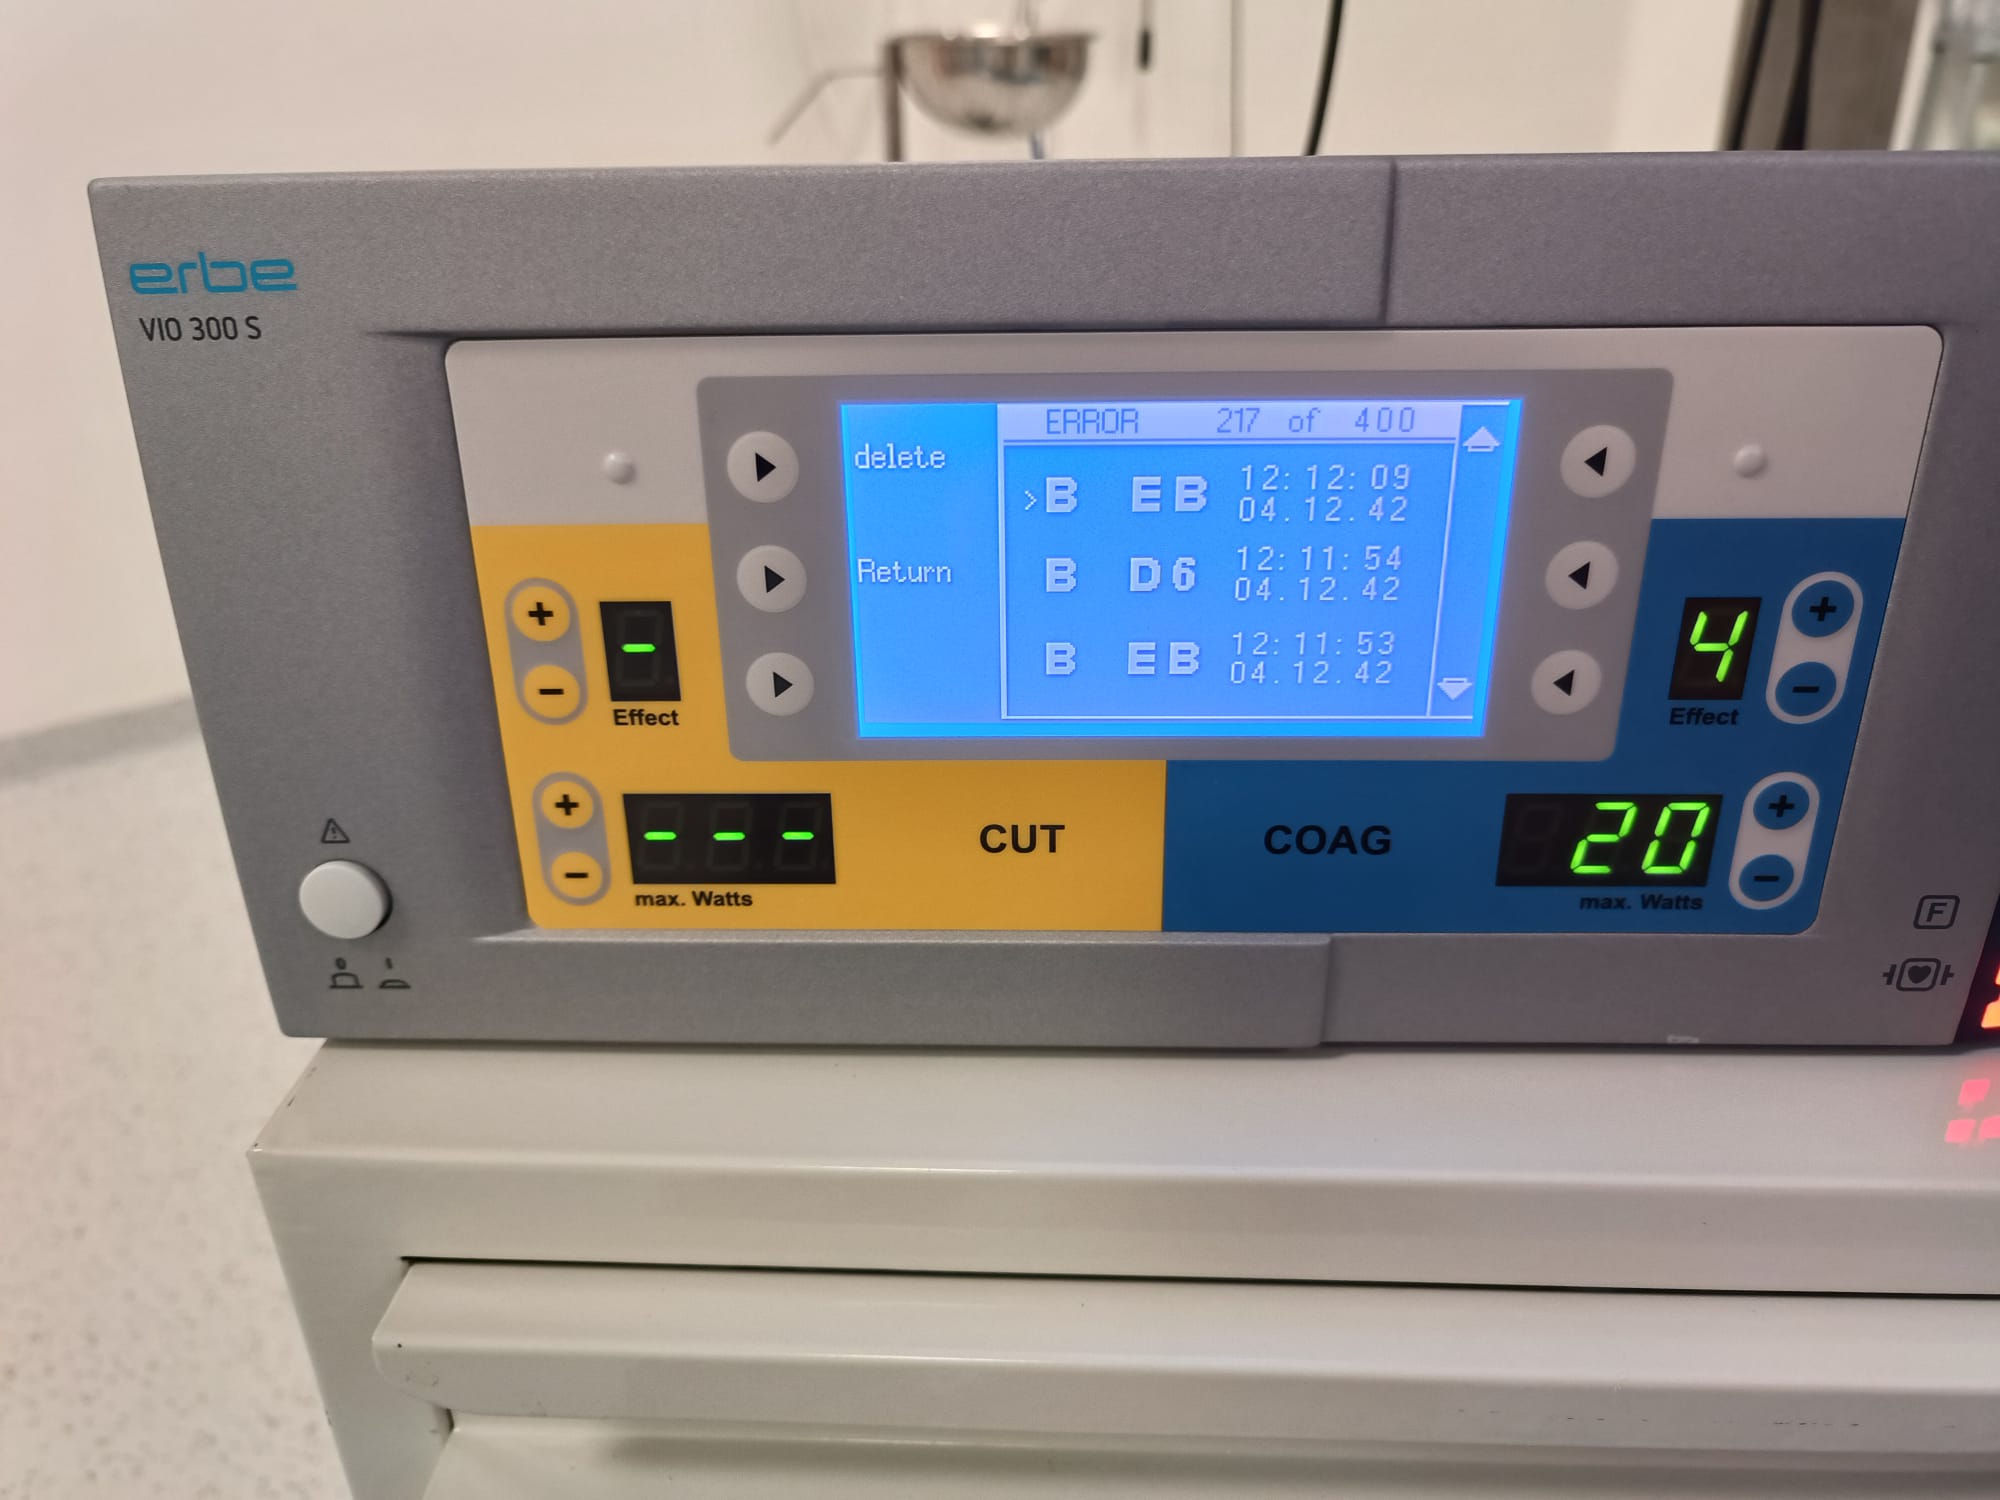 erbe
VIO 300 S
ERROR 217 of 400
delete
>B EB 12:12:09
04.12.42
Return
B D6 12:11:54
04.12.42
B EB 12:11:53
04.12.42
+
-
-
Effect
4
+
-
Effect
+
-
---
max. Watts
CUT
COAG
20
max. Watts
+
-
F